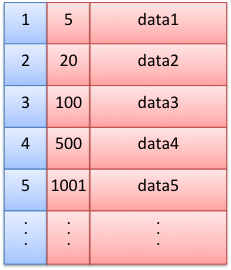 1 5 data1
2 20 data2
3 100 data3
4 500 data4
5 1001 data5
⋮ ⋮ ⋮